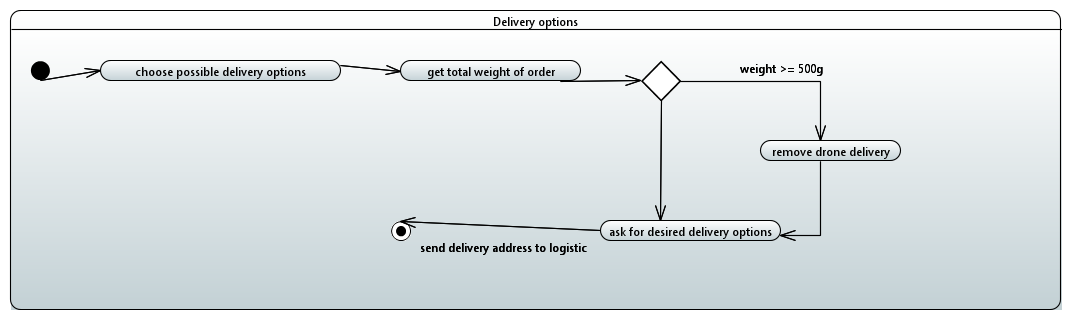 Delivery options
choose possible delivery options
get total weight of order
weight >= 500g
remove drone delivery
ask for desired delivery options
send delivery address to logistic